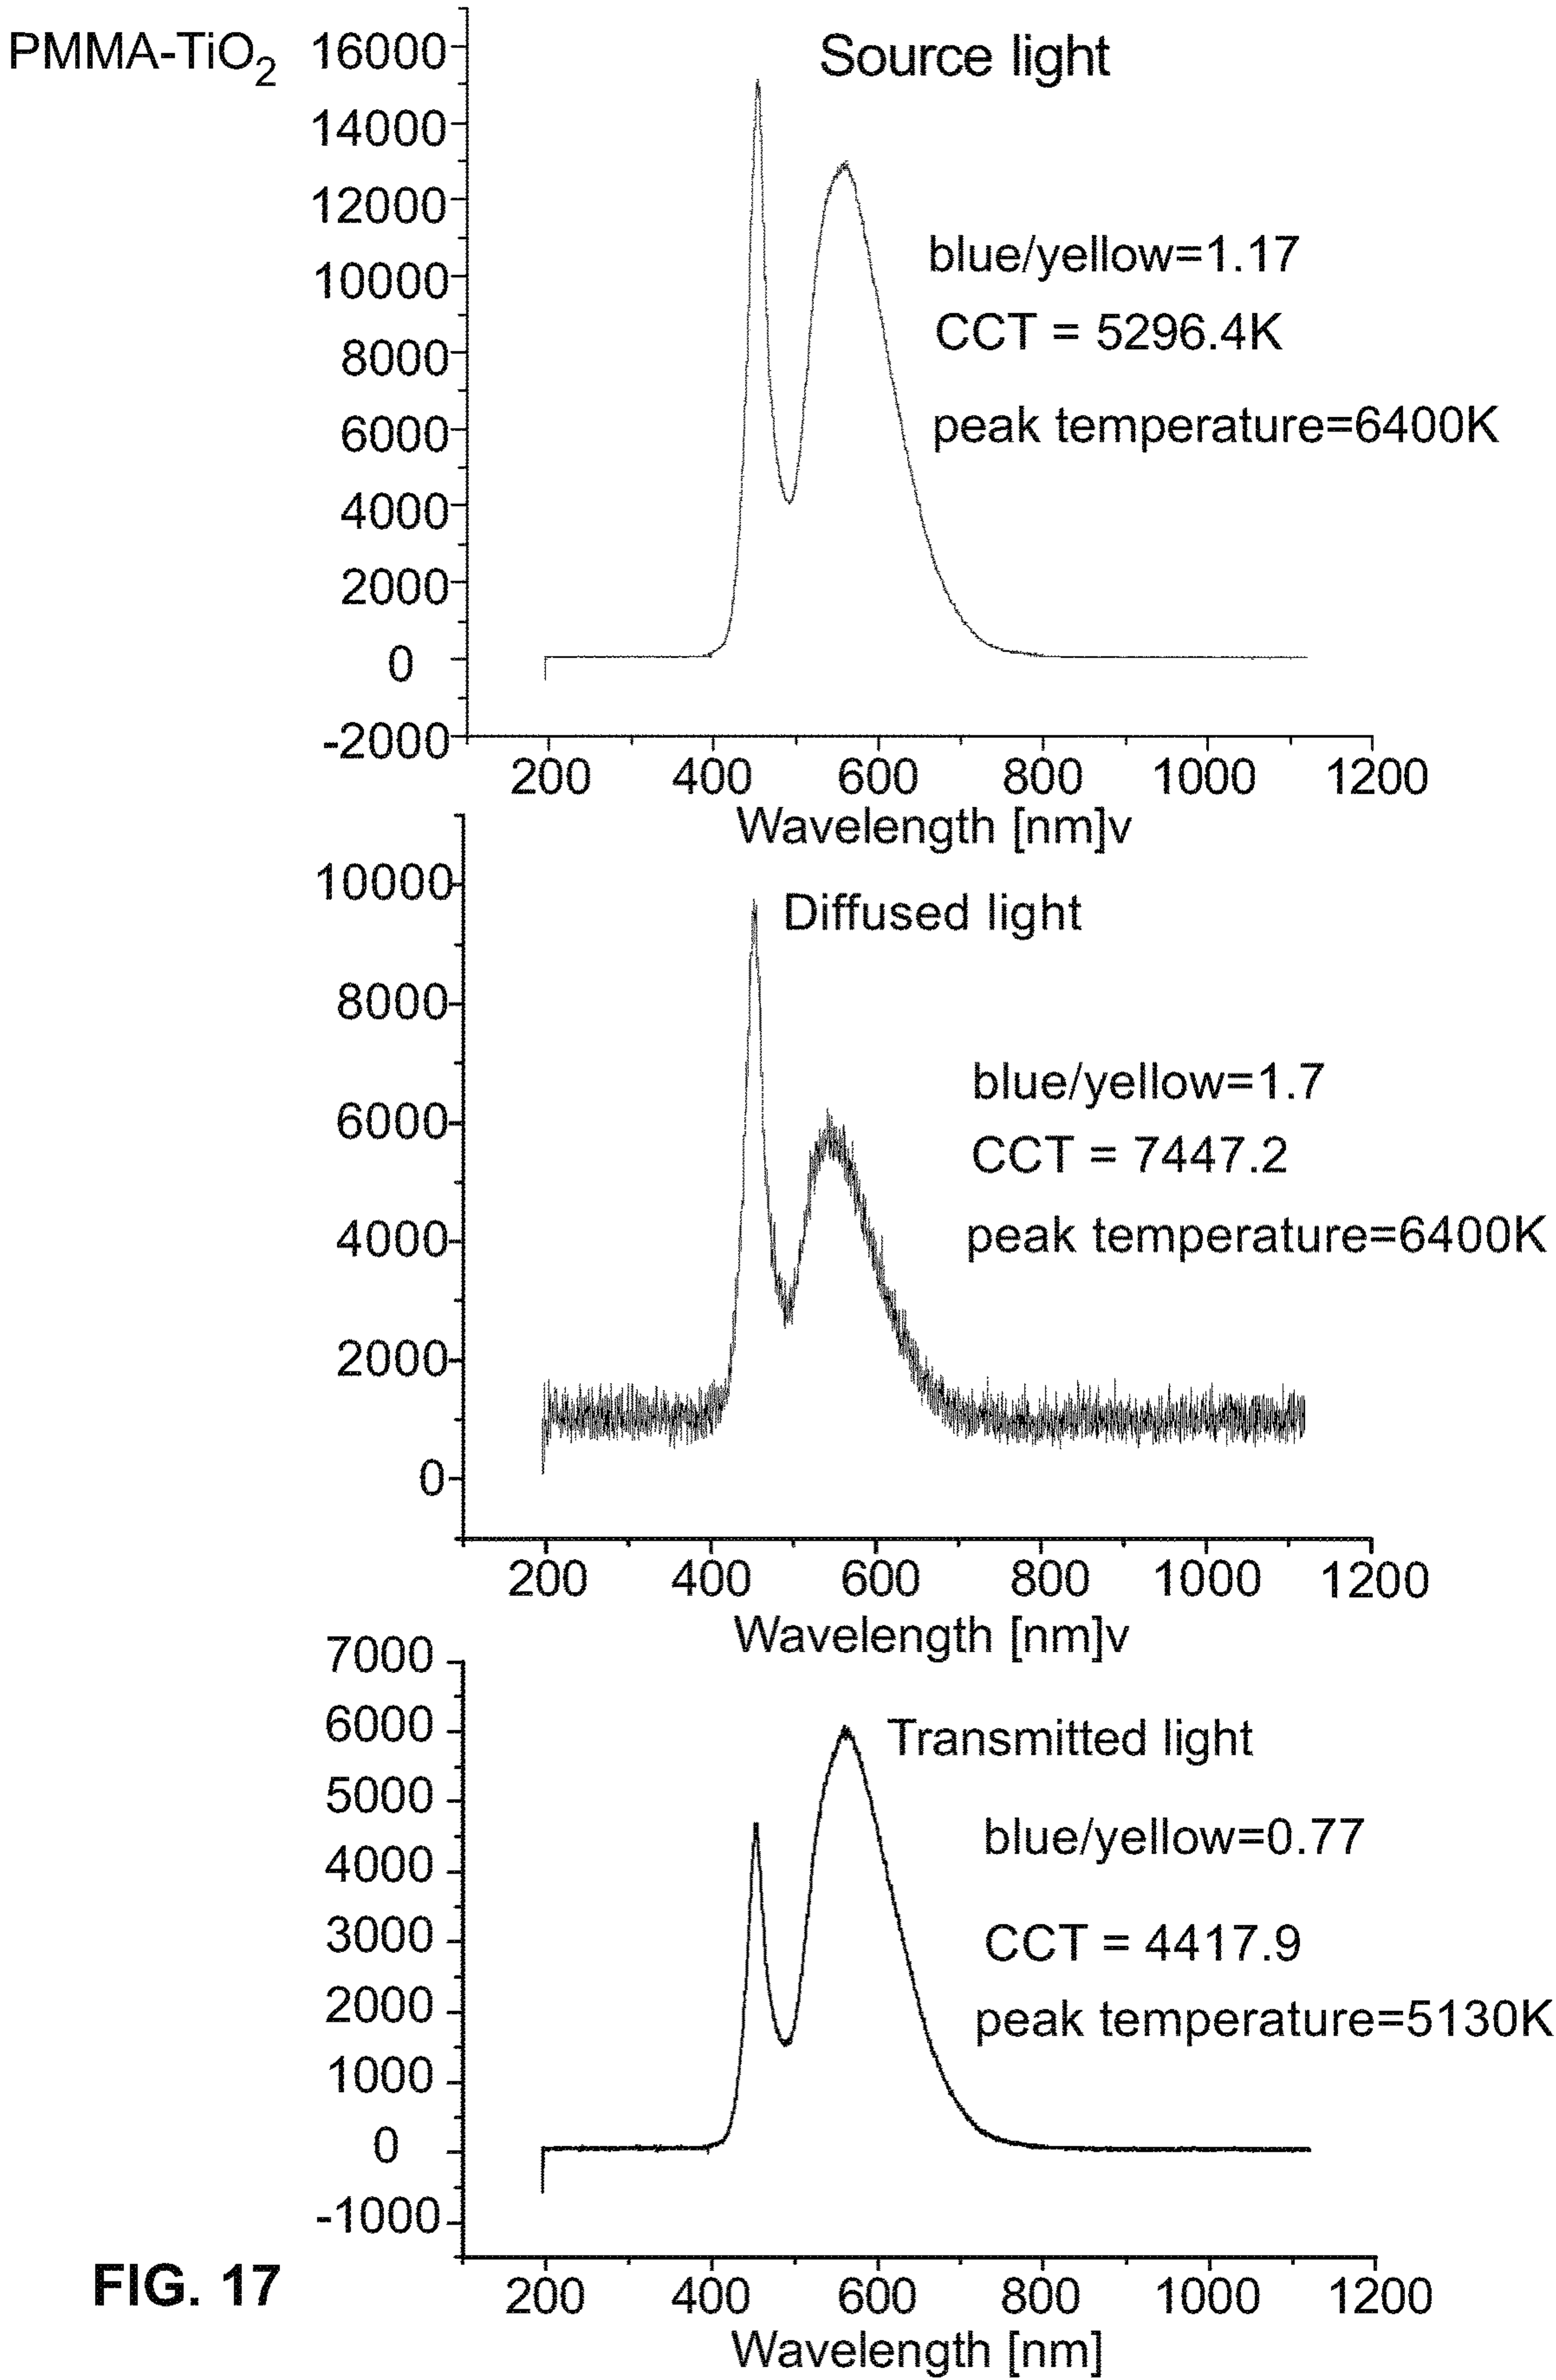 PMMA-TiO₂
Source light
16000
14000
12000
10000
8000
6000
4000
2000
0
-2000
blue/yellow=1.17
CCT = 5296.4K
peak temperature=6400K
200 400 600 800 1000 1200
Wavelength [nm]v
Diffused light
10000
8000
6000
4000
2000
0
blue/yellow=1.7
CCT = 7447.2
peak temperature=6400K
200 400 600 800 1000 1200
Wavelength [nm]v
Transmitted light
7000
6000
5000
4000
3000
2000
1000
0
-1000
blue/yellow=0.77
CCT = 4417.9
peak temperature=5130K
200 400 600 800 1000 1200
Wavelength [nm]
FIG. 17